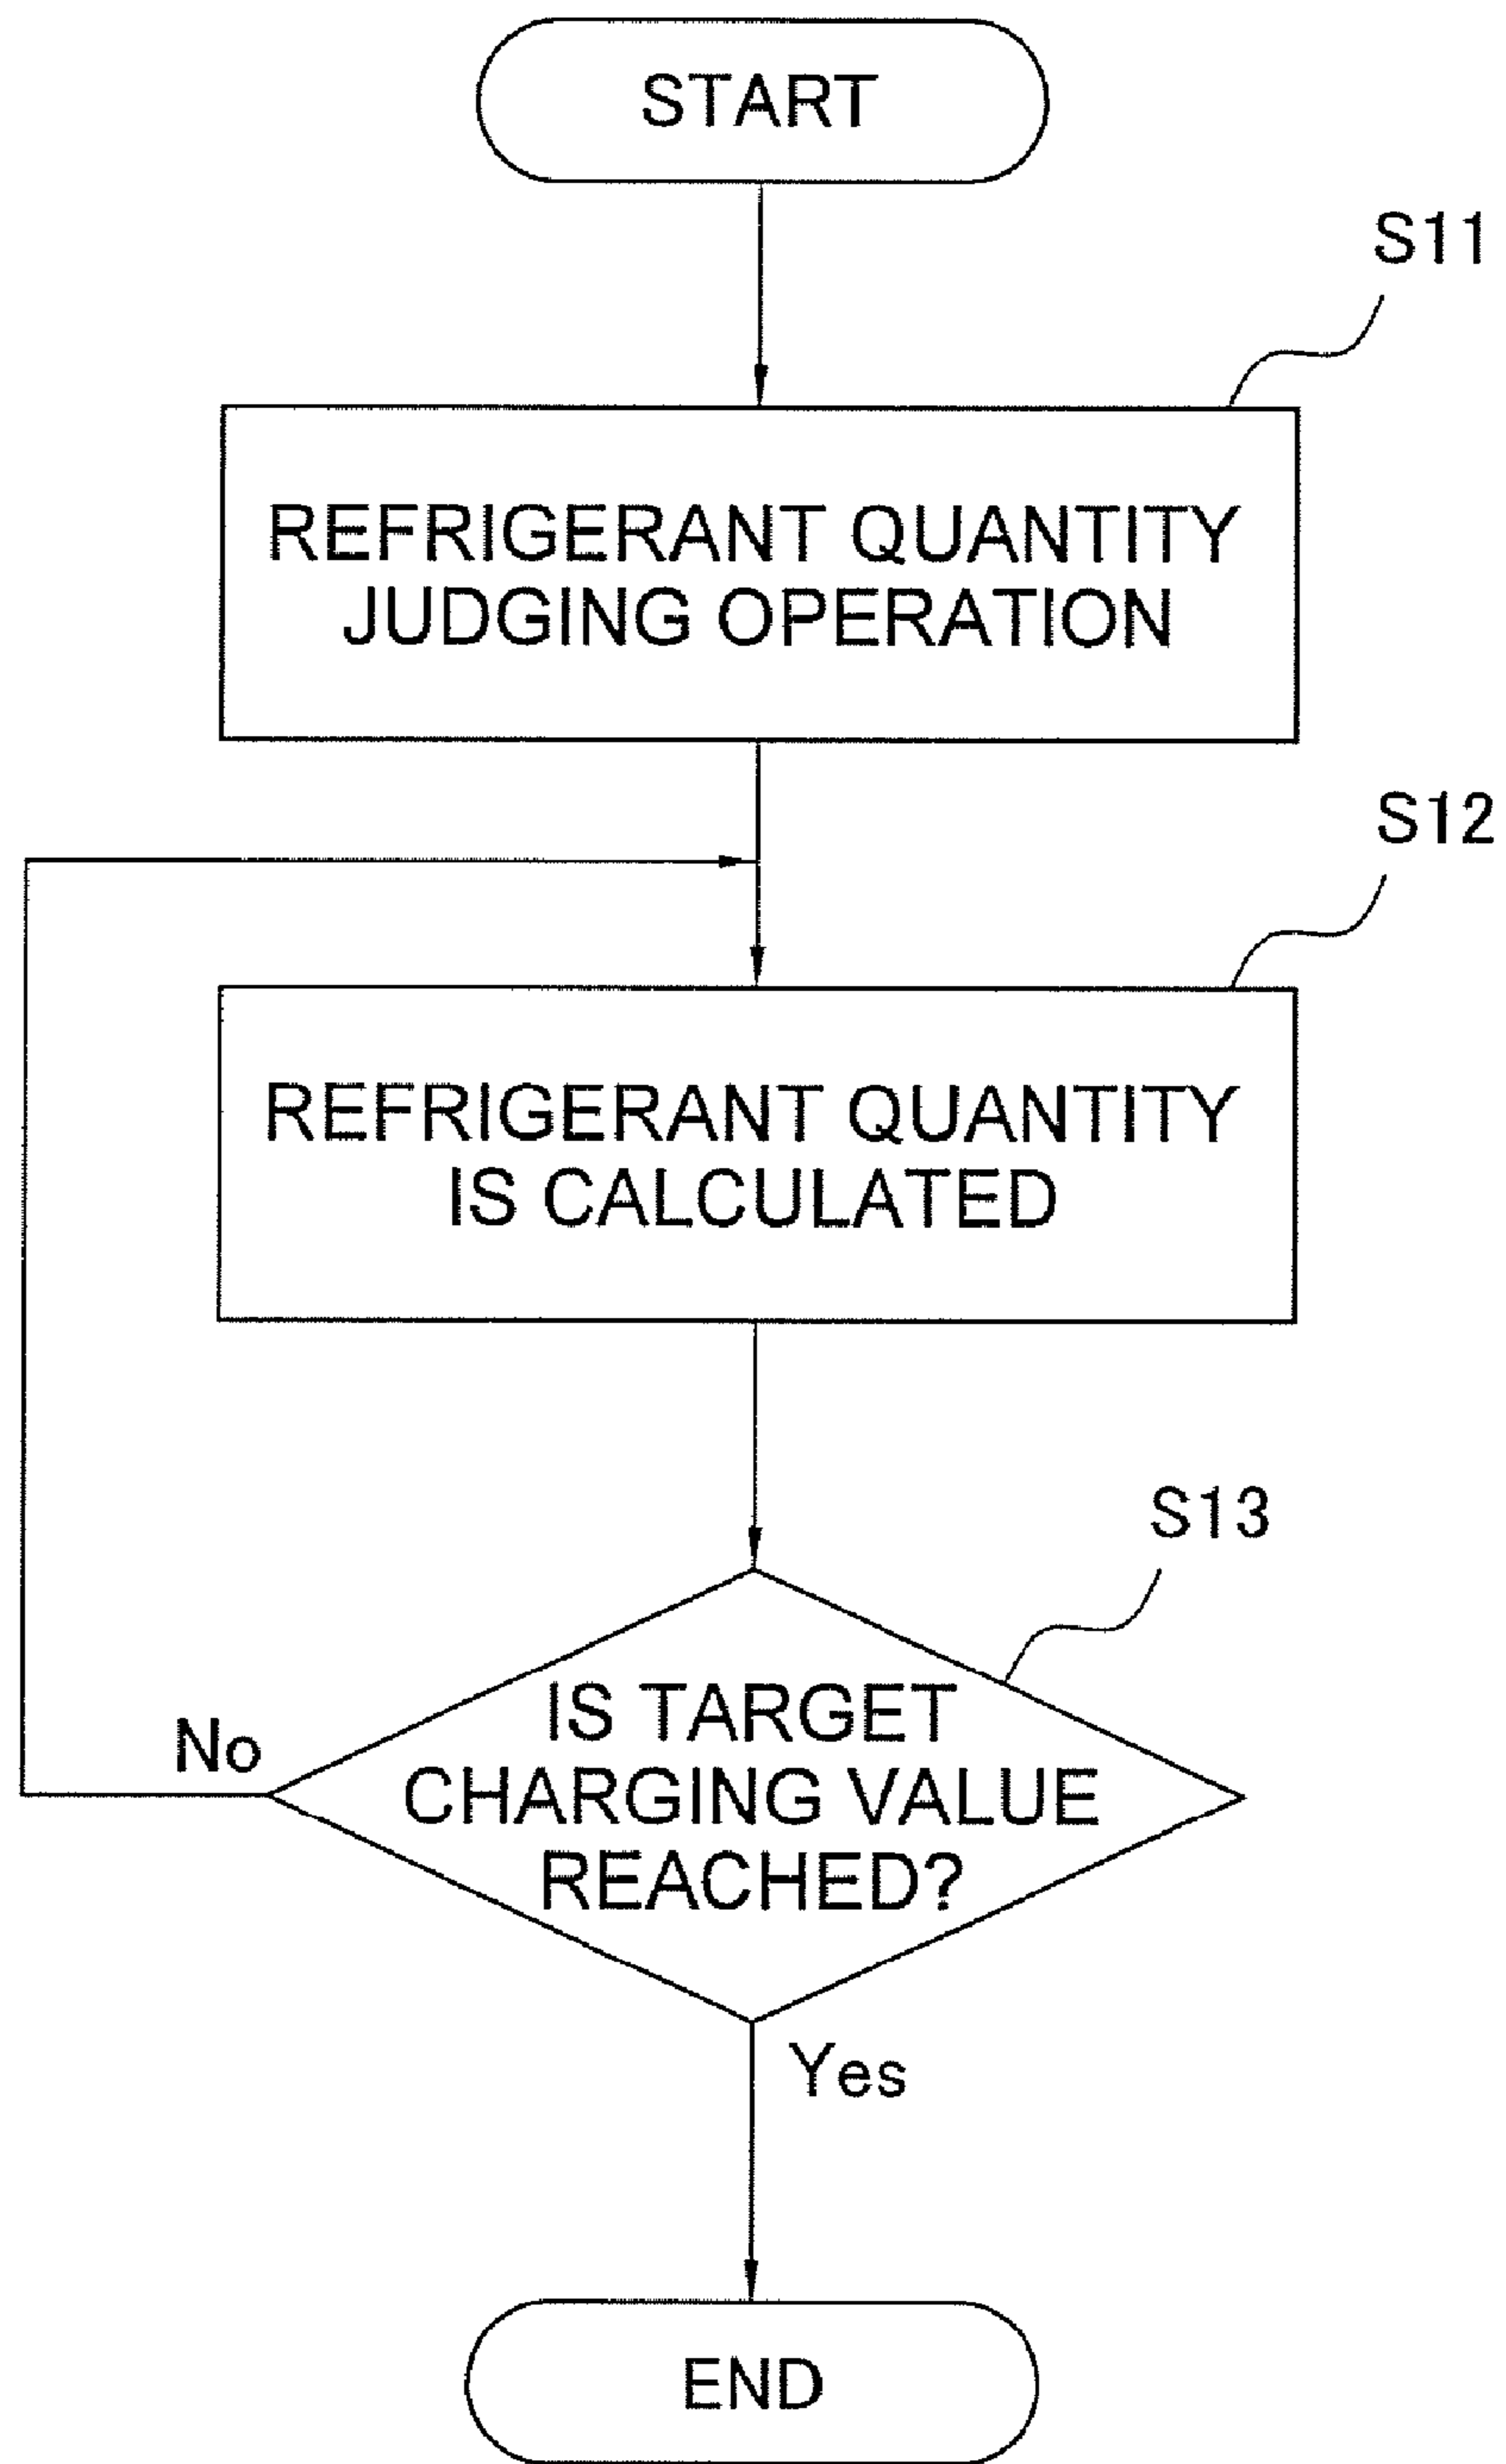 START
S11
REFRIGERANT QUANTITY
JUDGING OPERATION
S12
REFRIGERANT QUANTITY
IS CALCULATED
S13
IS TARGET
CHARGING VALUE
REACHED?
No
Yes
END